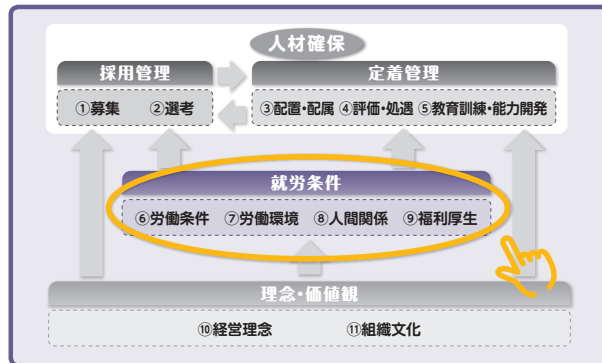 人材確保
採用管理
定着管理
①募集 ②選考
③配置・配属 ④評価・処遇 ⑤教育訓練・能力開発
就労条件
⑥労働条件 ⑦労働環境 ⑧人間関係 ⑨福利厚生
理念・価値観
⑩経営理念 ⑪組織文化